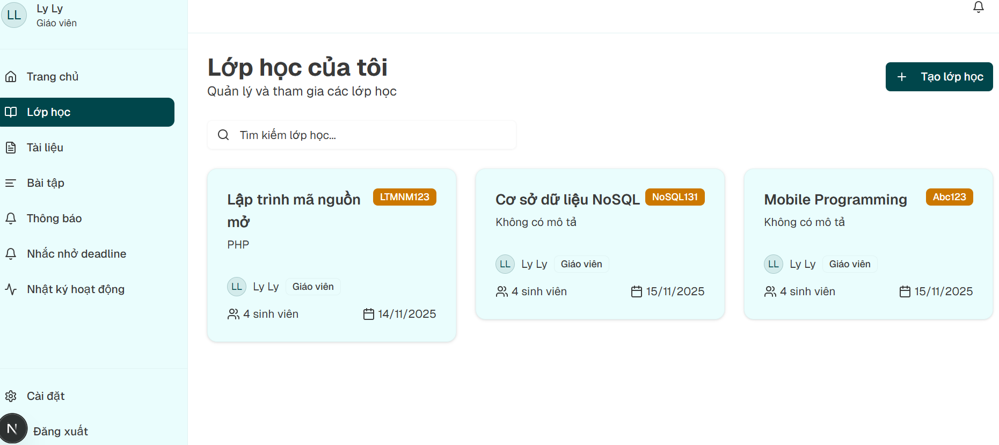 LL
Ly Ly
Giáo viên
Trang chủ
Lớp học
Tài liệu
Bài tập
Thông báo
Nhắc nhở deadline
Nhật ký hoạt động
Cài đặt
N
Đăng xuất
Lớp học của tôi
Quản lý và tham gia các lớp học
Tạo lớp học
Tìm kiếm lớp học...
Lập trình mã nguồn
mở
LTMNM123
PHP
LL Ly Ly Giáo viên
4 sinh viên 14/11/2025
Cơ sở dữ liệu NoSQL NoSQL131
Không có mô tả
LL Ly Ly Giáo viên
4 sinh viên 15/11/2025
Mobile Programming Abc123
Không có mô tả
LL Ly Ly Giáo viên
4 sinh viên 15/11/2025